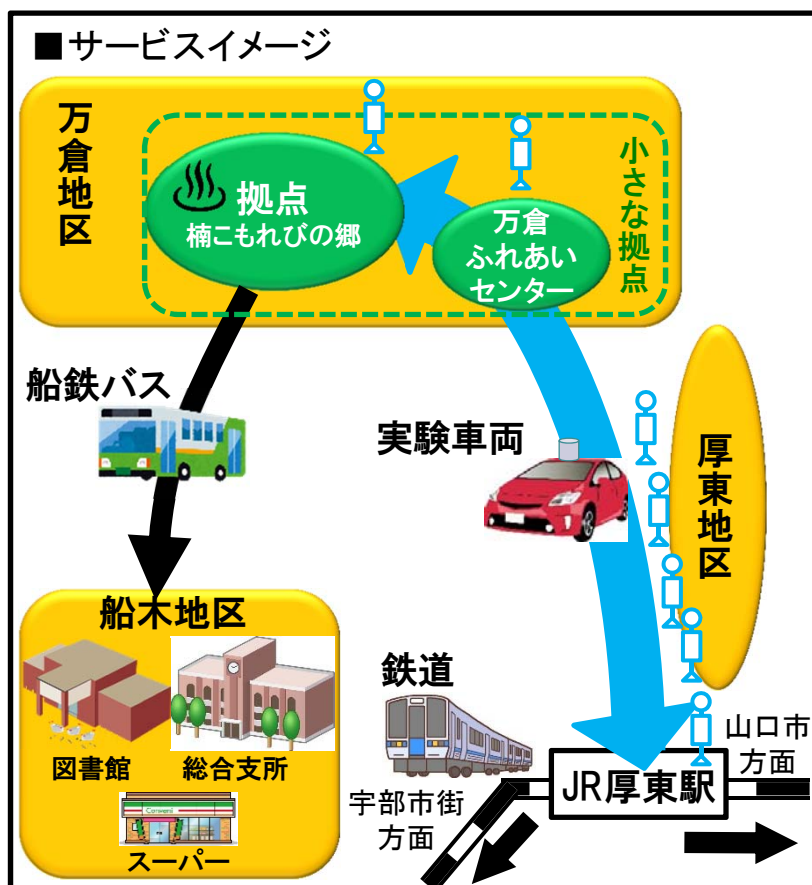 ■サービスイメージ
万倉地区
拠点
楠こもれびの郷
万倉
ふれあい
センター
小さな拠点
船鉄バス
実験車両
厚東地区
船木地区
図書館
総合支所
スーパー
鉄道
宇部市街
方面
JR厚東駅
山口市
方面